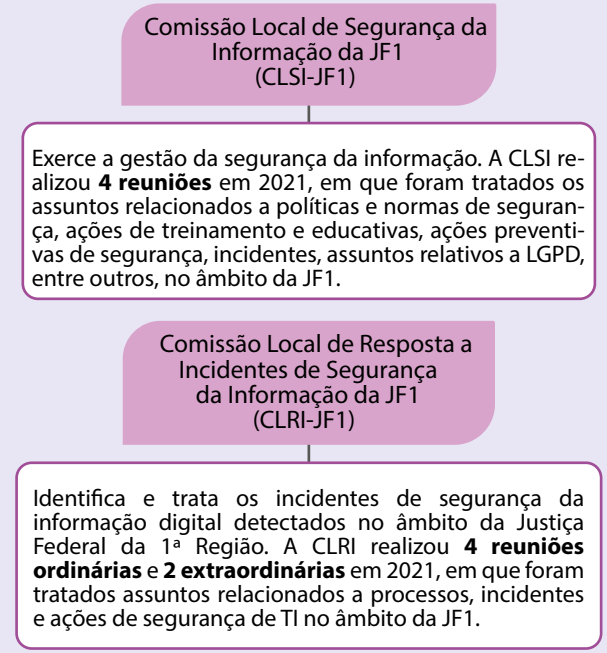 Comissão Local de Segurança da
Informação da JF1
(CLSI-JF1)
Exerce a gestão da segurança da informação. A CLSI re-
alizou 4 reuniões em 2021, em que foram tratados os
assuntos relacionados a políticas e normas de seguran-
ça, ações de treinamento e educativas, ações preventi-
vas de segurança, incidentes, assuntos relativos a LGPD,
entre outros, no âmbito da JF1.
Comissão Local de Resposta a
Incidentes de Segurança
da Informação da JF1
(CLRI-JF1)
Identifica e trata os incidentes de segurança da
informação digital detectados no âmbito da Justiça
Federal da 1ª Região. A CLRI realizou 4 reuniões
ordinárias e 2 extraordinárias em 2021, em que foram
tratados assuntos relacionados a processos, incidentes
e ações de segurança de TI no âmbito da JF1.